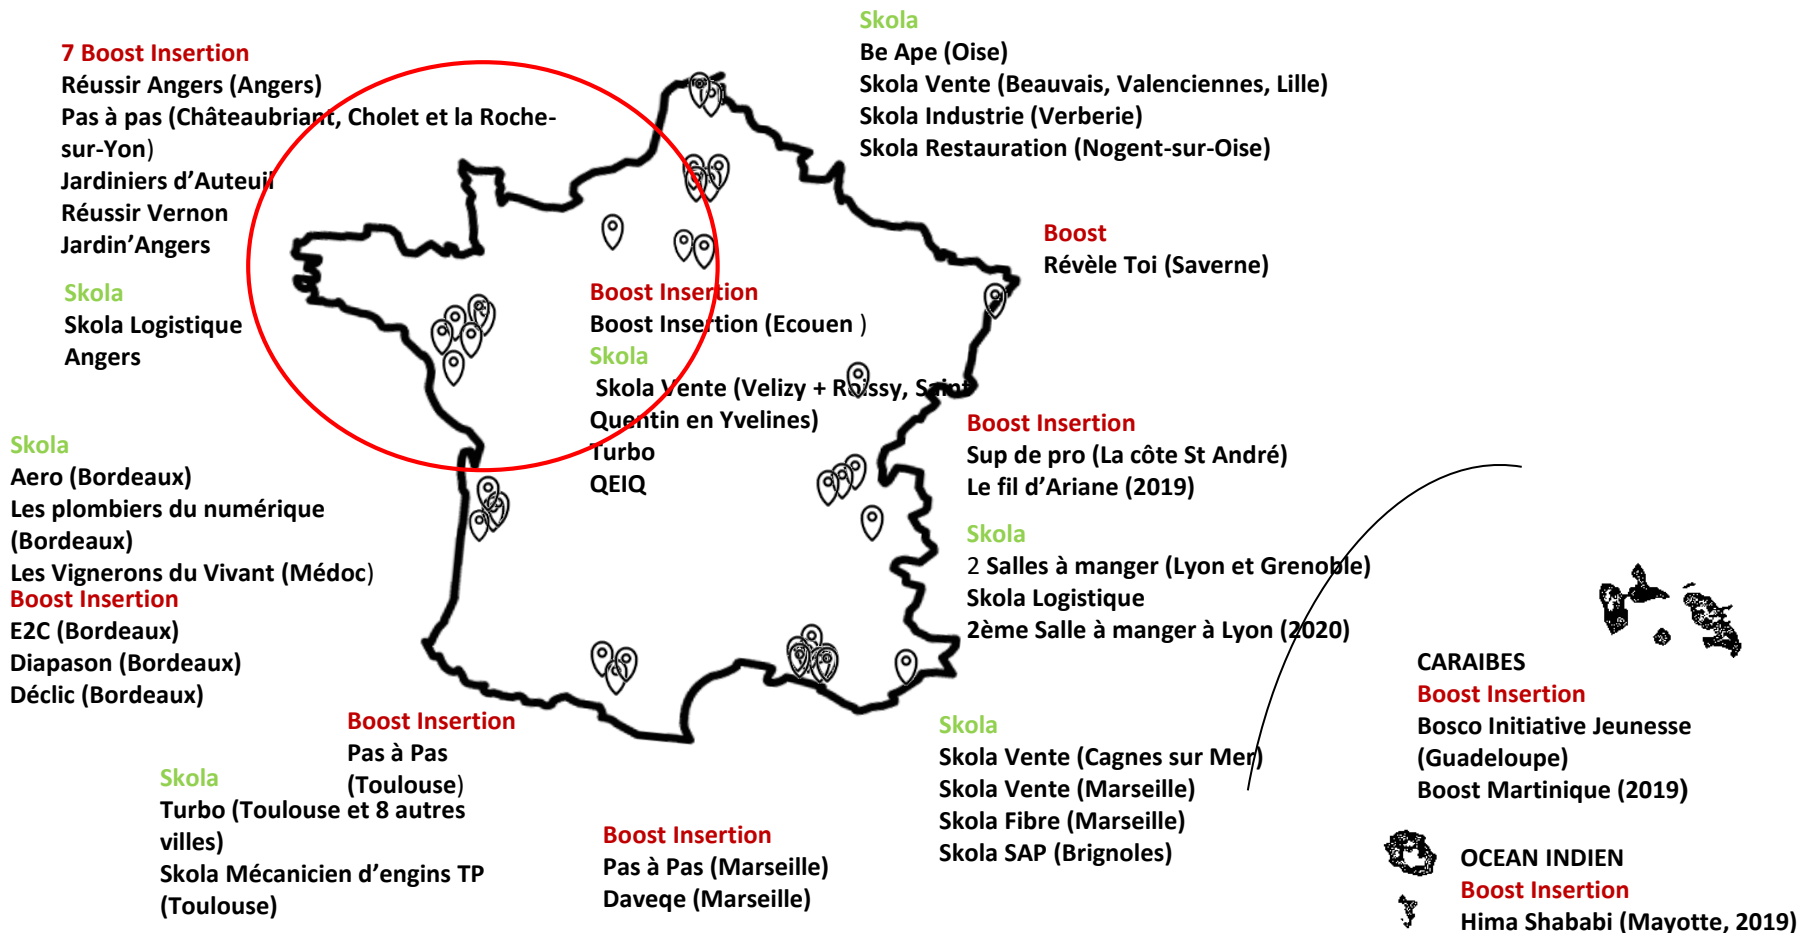 7 Boost Insertion
Réussir Angers (Angers)
Pas à pas (Châteaubriant, Cholet et la Roche-
sur-Yon)
Jardiniers d’Auteuil
Réussir Vernon
Jardin’Angers
Skola
Skola Logistique
Angers
Skola
Be Ape (Oise)
Skola Vente (Beauvais, Valenciennes, Lille)
Skola Industrie (Verberie)
Skola Restauration (Nogent-sur-Oise)
Boost
Révèle Toi (Saverne)
Boost Insertion
Boost Insertion (Ecouen )
Skola
Skola Vente (Velizy + Roissy, Saint
Quentin en Yvelines)
Turbo
QEIQ
Skola
Aero (Bordeaux)
Les plombiers du numérique
(Bordeaux)
Les Vignerons du Vivant (Médoc)
Boost Insertion
E2C (Bordeaux)
Diapason (Bordeaux)
Déclic (Bordeaux)
Boost Insertion
Sup de pro (La côte St André)
Le fil d’Ariane (2019)
Skola
2 Salles à manger (Lyon et Grenoble)
Skola Logistique
2ème Salle à manger à Lyon (2020)
Boost Insertion
Pas à Pas
(Toulouse)
Skola
Turbo (Toulouse et 8 autres
villes)
Skola Mécanicien d’engins TP
(Toulouse)
Boost Insertion
Pas à Pas (Marseille)
Daveqe (Marseille)
Skola
Skola Vente (Cagnes sur Mer)
Skola Vente (Marseille)
Skola Fibre (Marseille)
Skola SAP (Brignoles)
CARAIBES
Boost Insertion
Bosco Initiative Jeunesse
(Guadeloupe)
Boost Martinique (2019)
OCEAN INDIEN
Boost Insertion
Hima Shababi (Mayotte, 2019)